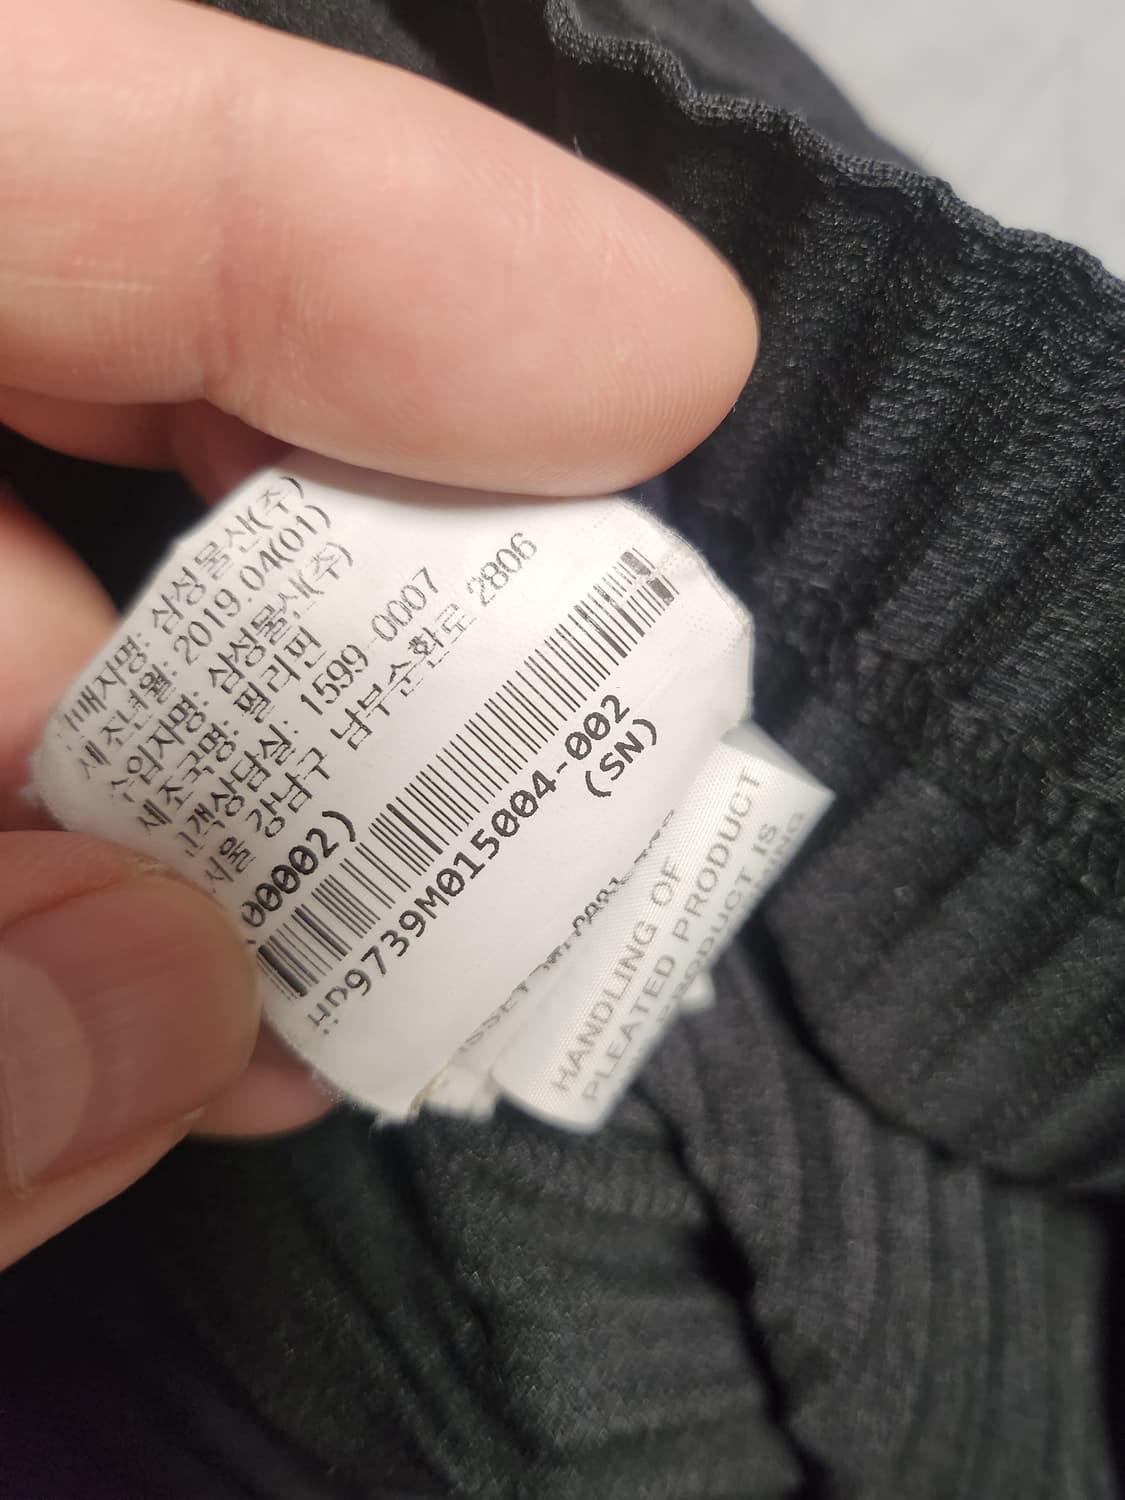 판매자명: 삼성물산(주)
제조년월: 2019.04(01)
수입자명: 삼성물산(주)
제조국명: 필리핀
고객상담실: 1599-0007
서울 강남구 남부순환로 2806
00002)
9739M015004-002
(SN)
HANDLING OF
PLEATED PRODUCT
PRODUCT IS